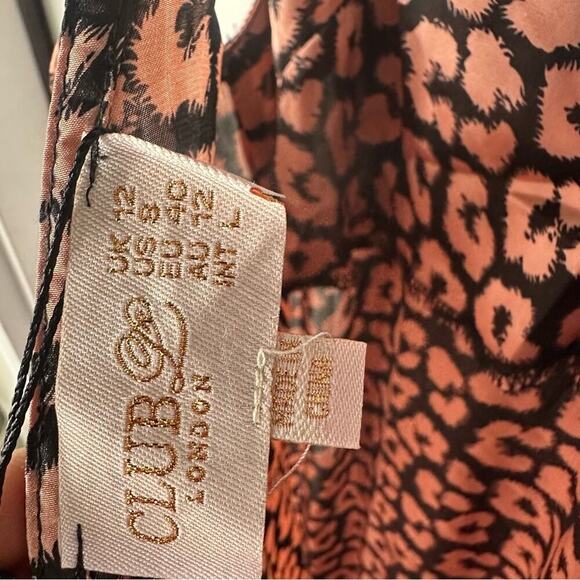 CLUB L
LONDON
UK 12
US 8
EU 40
AU 12
INT L
MADE IN
CHINA